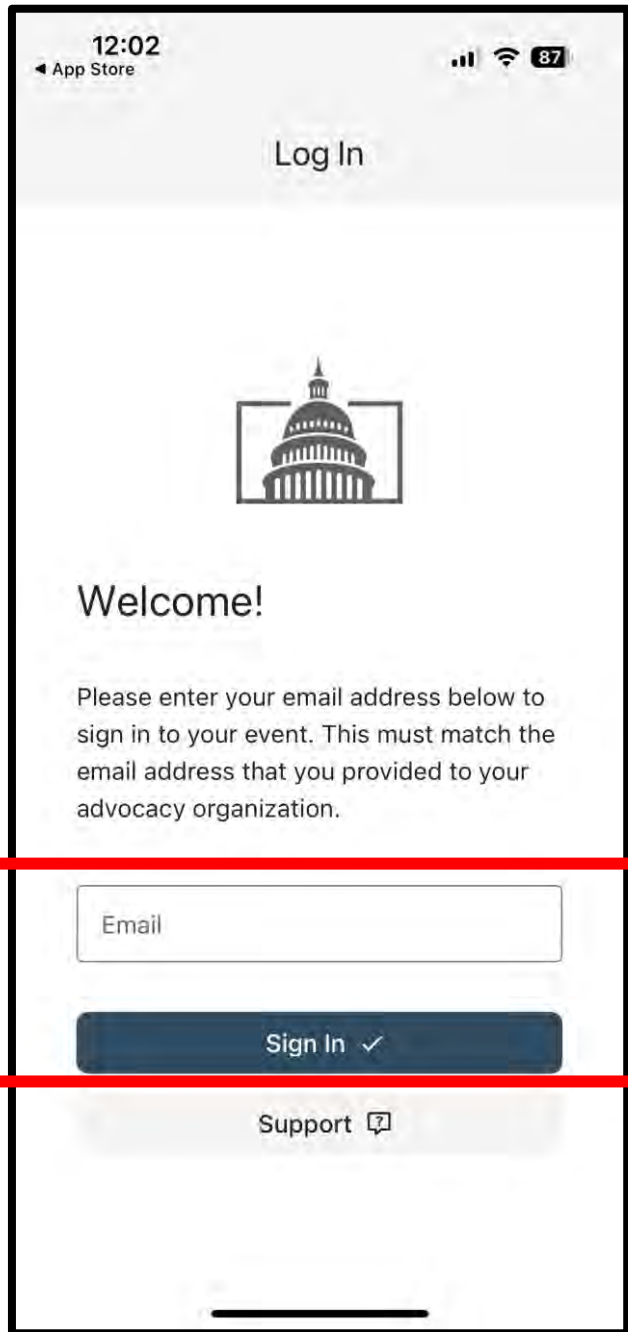 12:02
◀ App Store
87
Log In
Welcome!
Please enter your email address below to
sign in to your event. This must match the
email address that you provided to your
advocacy organization.
Email
Sign In ✓
Support ?